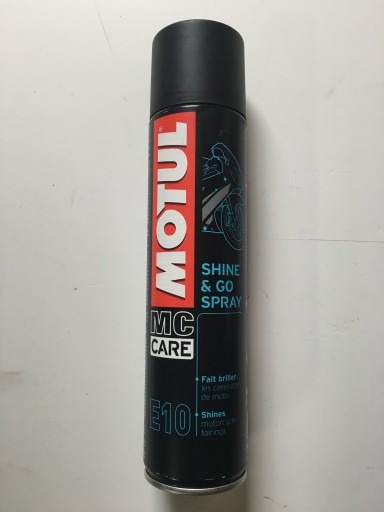 MOTUL
SHINE
& GO
SPRAY
MC
CARE
Fait briller
les carénages
de moto
E10
Shines
motorcycle
fairings